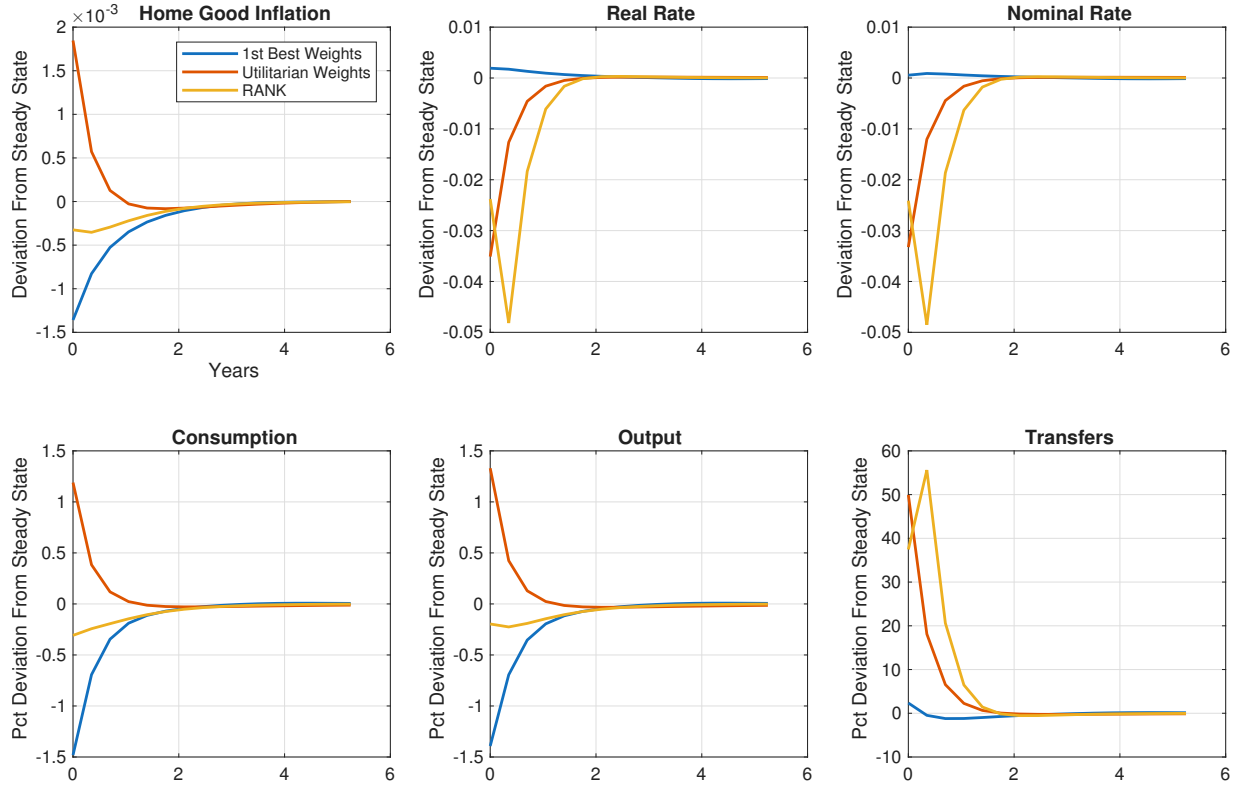 Home Good Inflation
×10⁻³
Deviation From Steady State
2
1.5
1
0.5
0
-0.5
-1
-1.5
0 2 4 6
Years
1st Best Weights
Utilitarian Weights
RANK
Real Rate
Deviation From Steady State
0.01
0
-0.01
-0.02
-0.03
-0.04
-0.05
0 2 4 6
Nominal Rate
Deviation From Steady State
0.01
0
-0.01
-0.02
-0.03
-0.04
-0.05
0 2 4 6
Consumption
Pct Deviation From Steady State
1.5
1
0.5
0
-0.5
-1
-1.5
0 2 4 6
Output
Pct Deviation From Steady State
1.5
1
0.5
0
-0.5
-1
-1.5
0 2 4 6
Transfers
Pct Deviation From Steady State
60
50
40
30
20
10
0
-10
0 2 4 6